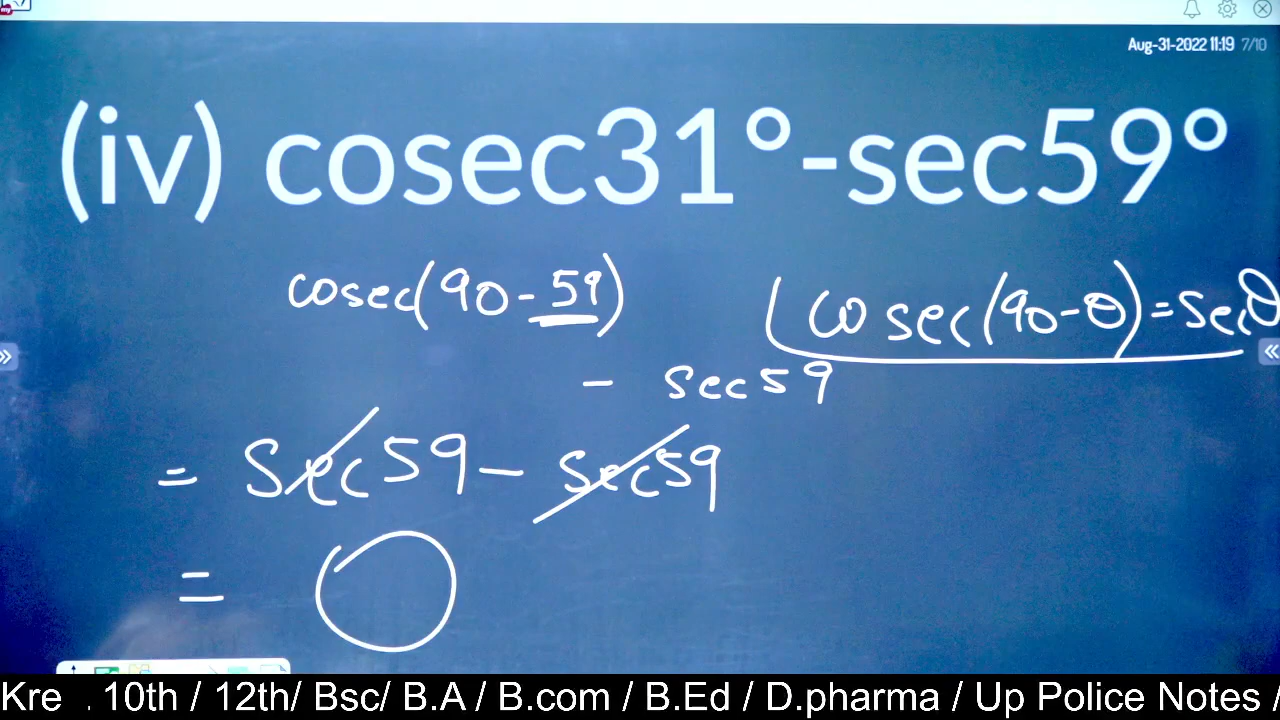 Aug-31-2022 11:19 7/10
(iv) cosec31°-sec59°
cosec(90-59)
(cosec(90-θ)=secθ
- sec59
= Sec59 - sec59
= 0
Kre . 10th / 12th/ Bsc/ B.A / B.com / B.Ed / D.pharma / Up Police Notes /